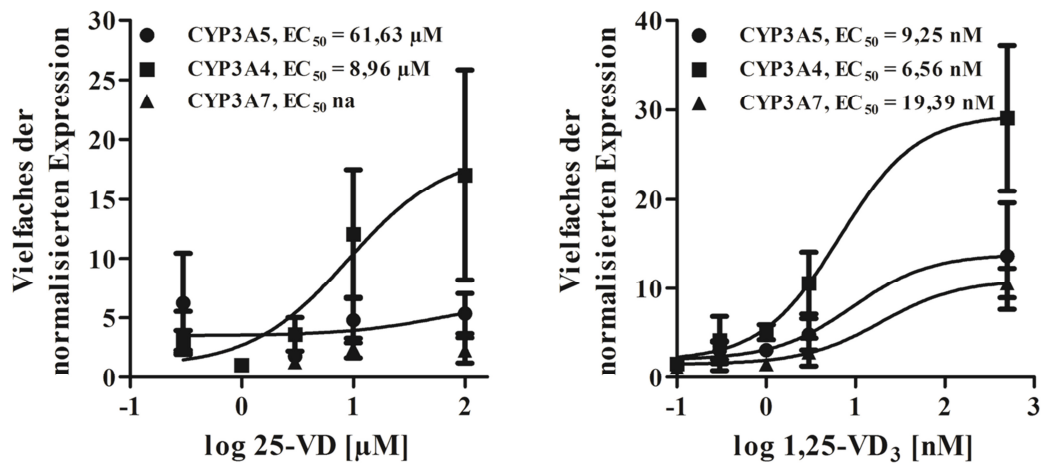 30
25
20
15
10
5
0
-1
0
1
2
Vielfaches der
normalisierten Expression
CYP3A5, EC50 = 61,63 µM
CYP3A4, EC50 = 8,96 µM
CYP3A7, EC50 na
log 25-VD [µM]
40
30
20
10
0
-1
0
1
2
3
Vielfaches der
normalisierten Expression
CYP3A5, EC50 = 9,25 nM
CYP3A4, EC50 = 6,56 nM
CYP3A7, EC50 = 19,39 nM
log 1,25-VD3 [nM]